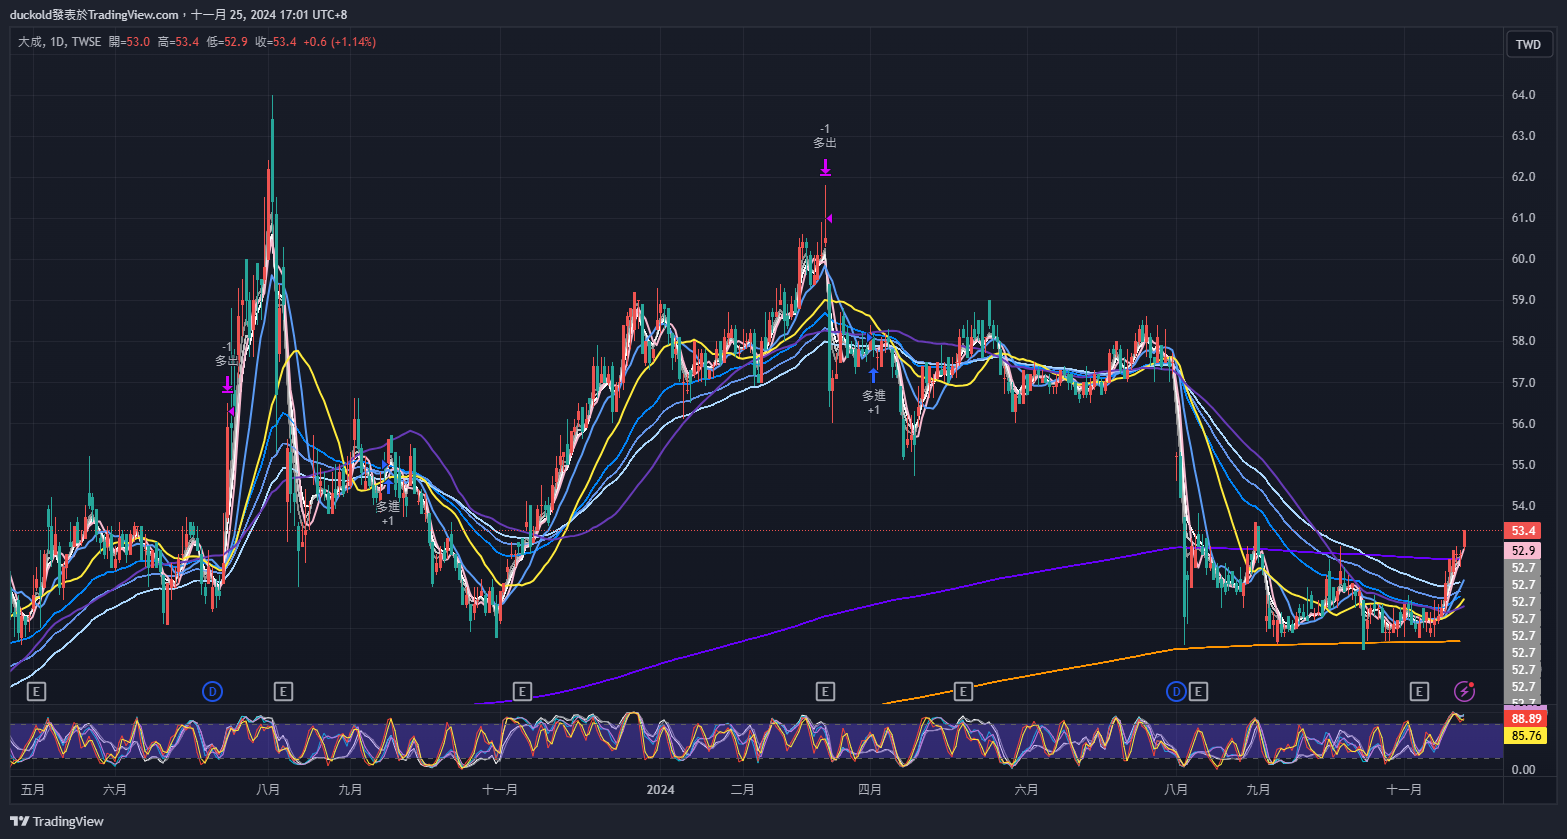 duckold發表於TradingView.com，十一月 25, 2024 17:01 UTC+8
大成, 1D, TWSE 開=53.0 高=53.4 低=52.9 收=53.4 +0.6 (+1.14%)
TWD
64.0
63.0
62.0
61.0
60.0
59.0
58.0
57.0
56.0
55.0
54.0
53.4
52.9
52.7
52.7
52.7
52.7
52.7
52.7
52.7
52.7
52.7
-1
多出
-1
多出
多進
+1
多進
+1
E
D
E
E
E
E
D
E
E
88.89
85.76
0.00
五月
六月
八月
九月
十一月
2024
二月
四月
六月
八月
九月
十一月
TradingView